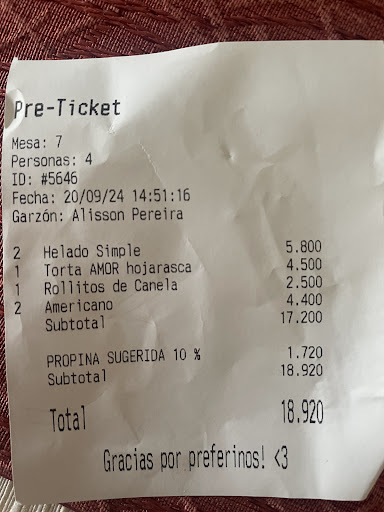 Pre-Ticket
Mesa: 7
Personas: 4
ID: #5646
Fecha: 20/09/24 14:51:16
Garzón: Alisson Pereira
2 Helado Simple 5.800
1 Torta AMOR hojarasca 4.500
1 Rollitos de Canela 2.500
2 Americano 4.400
Subtotal 17.200
PROPINA SUGERIDA 10 % 1.720
Subtotal 18.920
Total 18.920
Gracias por preferinos! <3